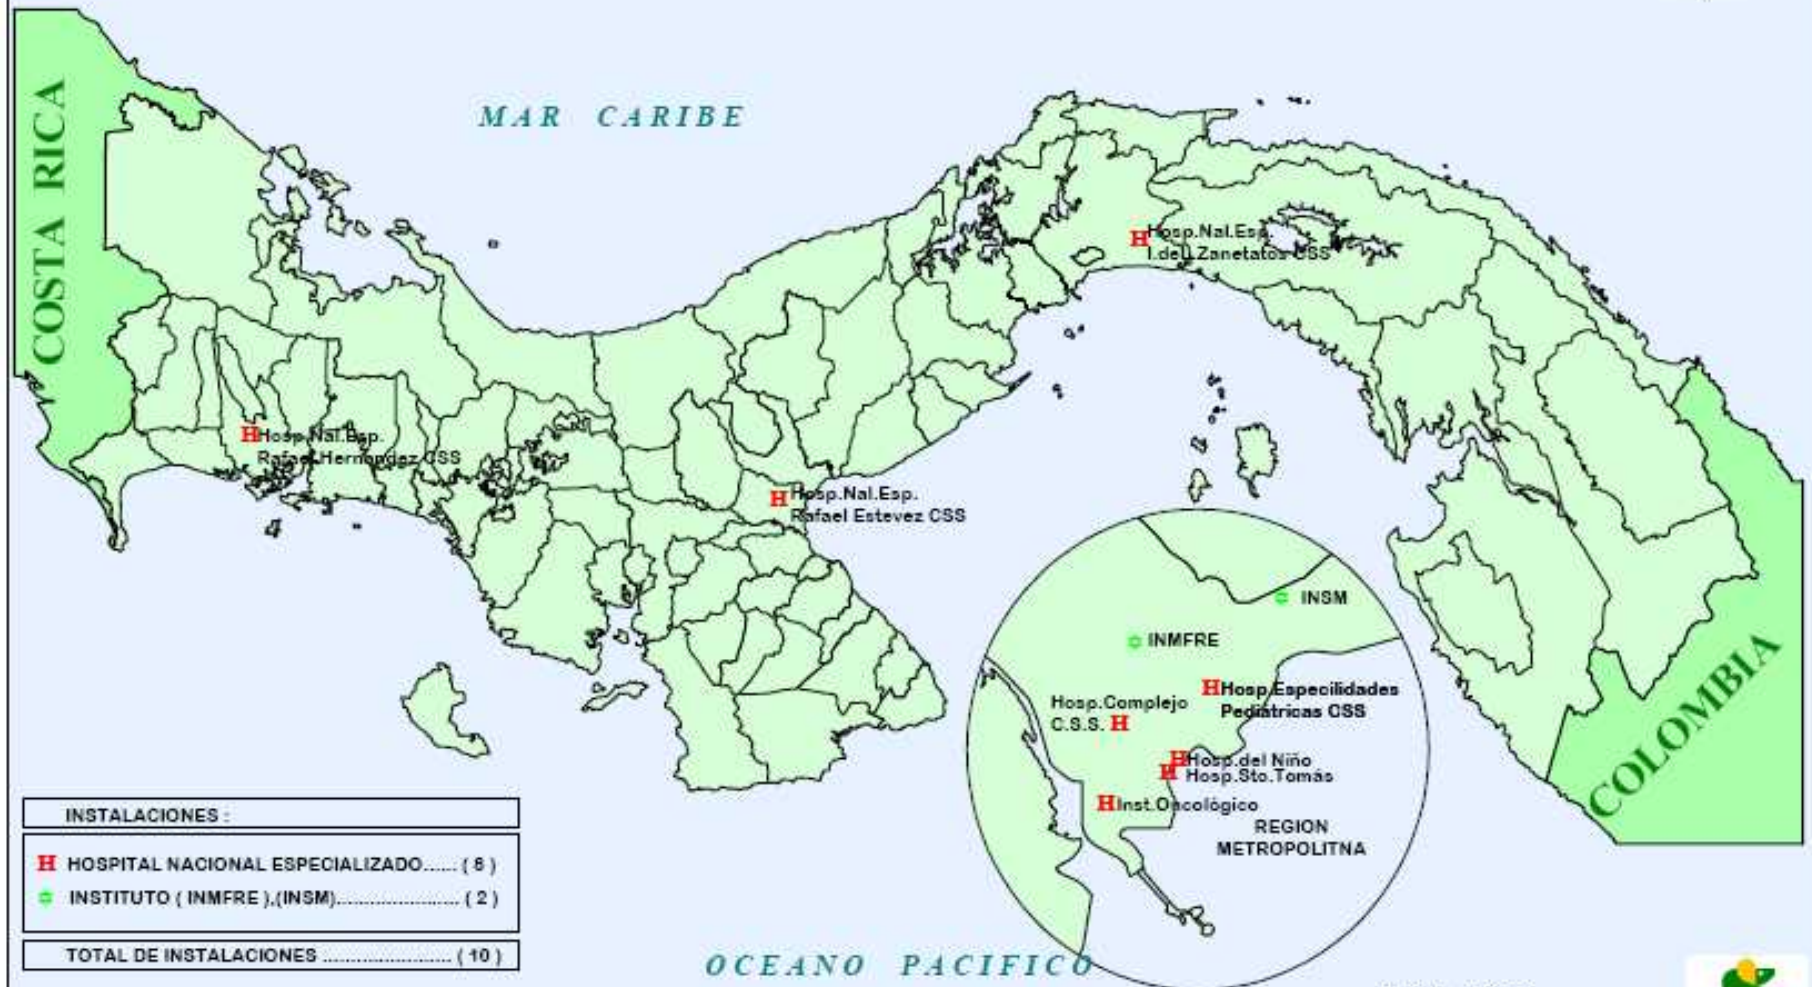 MAR CARIBE
COSTA RICA
Hosp.Nal.Esp.
I.deJ.Zanetatos CSS
Hosp.Nal.Esp.
Rafael Hernandez CSS
Hosp.Nal.Esp.
Rafael Estevez CSS
INSM
INMFRE
Hosp.Especilidades
Pediátricas CSS
Hosp.Complejo
C.S.S.
Hosp.del Niño
Hosp.Sto.Tomás
Inst.Oncológico
REGION
METROPOLITNA
COLOMBIA
INSTALACIONES :
H HOSPITAL NACIONAL ESPECIALIZADO...... ( 8 )
INSTITUTO ( INMFRE ),(INSM)...................... ( 2 )
TOTAL DE INSTALACIONES ...................... ( 10 )
OCEANO PACIFICO